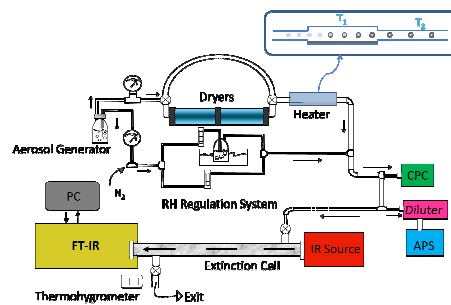 T1 T2
Dryers
Heater
Aerosol Generator
N2
RH Regulation System
CPC
PC
Diluter
FT-IR
IR Source
APS
Extinction Cell
Thermohygrometer
Exit